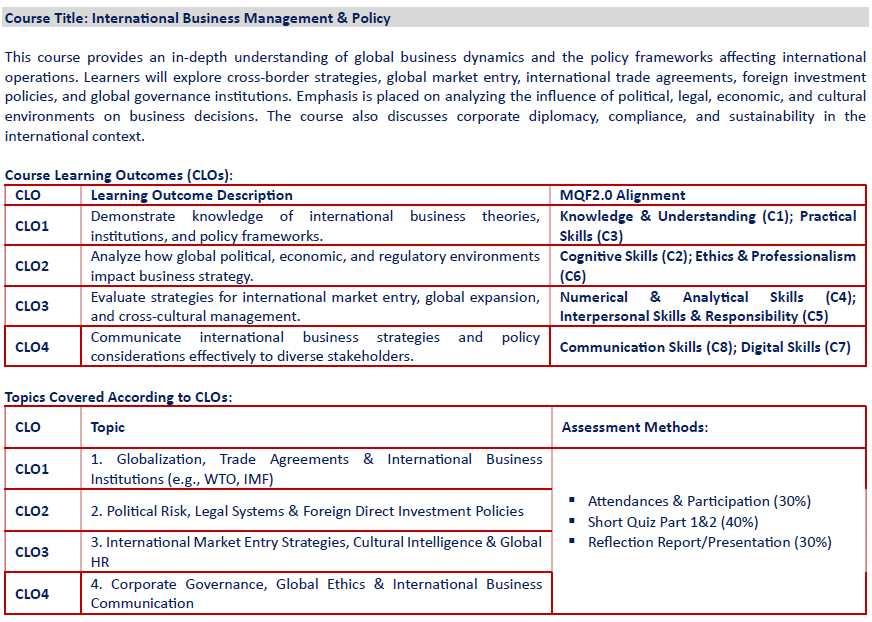 Course Title: International Business Management & Policy
This course provides an in-depth understanding of global business dynamics and the policy frameworks affecting international
operations. Learners will explore cross-border strategies, global market entry, international trade agreements, foreign investment
policies, and global governance institutions. Emphasis is placed on analyzing the influence of political, legal, economic, and cultural
environments on business decisions. The course also discusses corporate diplomacy, compliance, and sustainability in the
international context.
Course Learning Outcomes (CLOs):
CLO Learning Outcome Description MQF2.0 Alignment
CLO1
Demonstrate knowledge of international business theories,
institutions, and policy frameworks.
Knowledge & Understanding (C1); Practical
Skills (C3)
CLO2
Analyze how global political, economic, and regulatory environments
impact business strategy.
Cognitive Skills (C2); Ethics & Professionalism
(C6)
CLO3
Evaluate strategies for international market entry, global expansion,
and cross-cultural management.
Numerical & Analytical Skills (C4);
Interpersonal Skills & Responsibility (C5)
CLO4
Communicate international business strategies and policy
considerations effectively to diverse stakeholders.
Communication Skills (C8); Digital Skills (C7)
Topics Covered According to CLOs:
CLO Topic Assessment Methods:
CLO1
1. Globalization, Trade Agreements & International Business
Institutions (e.g., WTO, IMF)
CLO2
2. Political Risk, Legal Systems & Foreign Direct Investment Policies
CLO3
3. International Market Entry Strategies, Cultural Intelligence & Global
HR
CLO4
4. Corporate Governance, Global Ethics & International Business
Communication
▪ Attendances & Participation (30%)
▪ Short Quiz Part 1&2 (40%)
▪ Reflection Report/Presentation (30%)